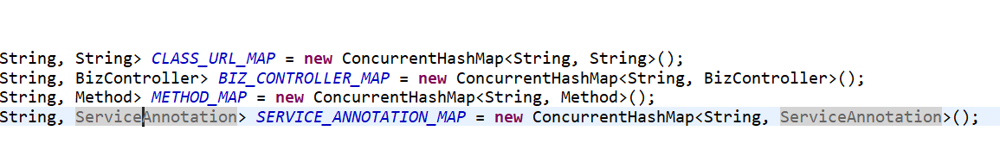 String, String> CLASS_URL_MAP = new ConcurrentHashMap<String, String>();
String, BizController> BIZ_CONTROLLER_MAP = new ConcurrentHashMap<String, BizController>();
String, Method> METHOD_MAP = new ConcurrentHashMap<String, Method>();
String, ServiceAnnotation> SERVICE_ANNOTATION_MAP = new ConcurrentHashMap<String, ServiceAnnotation>();